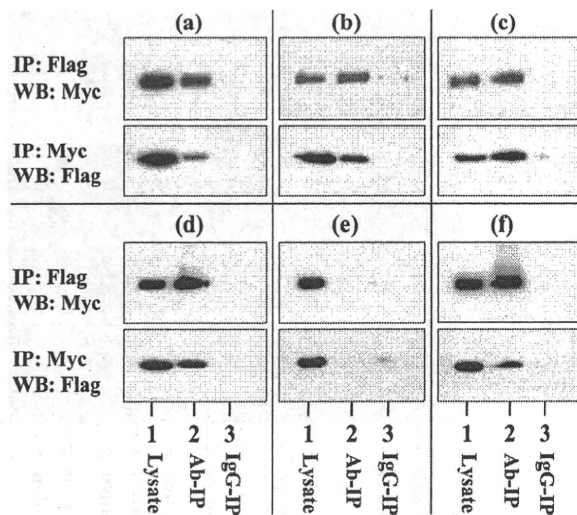 (a) (b) (c)
IP: Flag
WB: Myc
IP: Myc
WB: Flag
(d) (e) (f)
IP: Flag
WB: Myc
IP: Myc
WB: Flag
1 2 3 1 2 3 1 2 3
Lysate Ab-IP IgG-IP Lysate Ab-IP IgG-IP Lysate Ab-IP IgG-IP